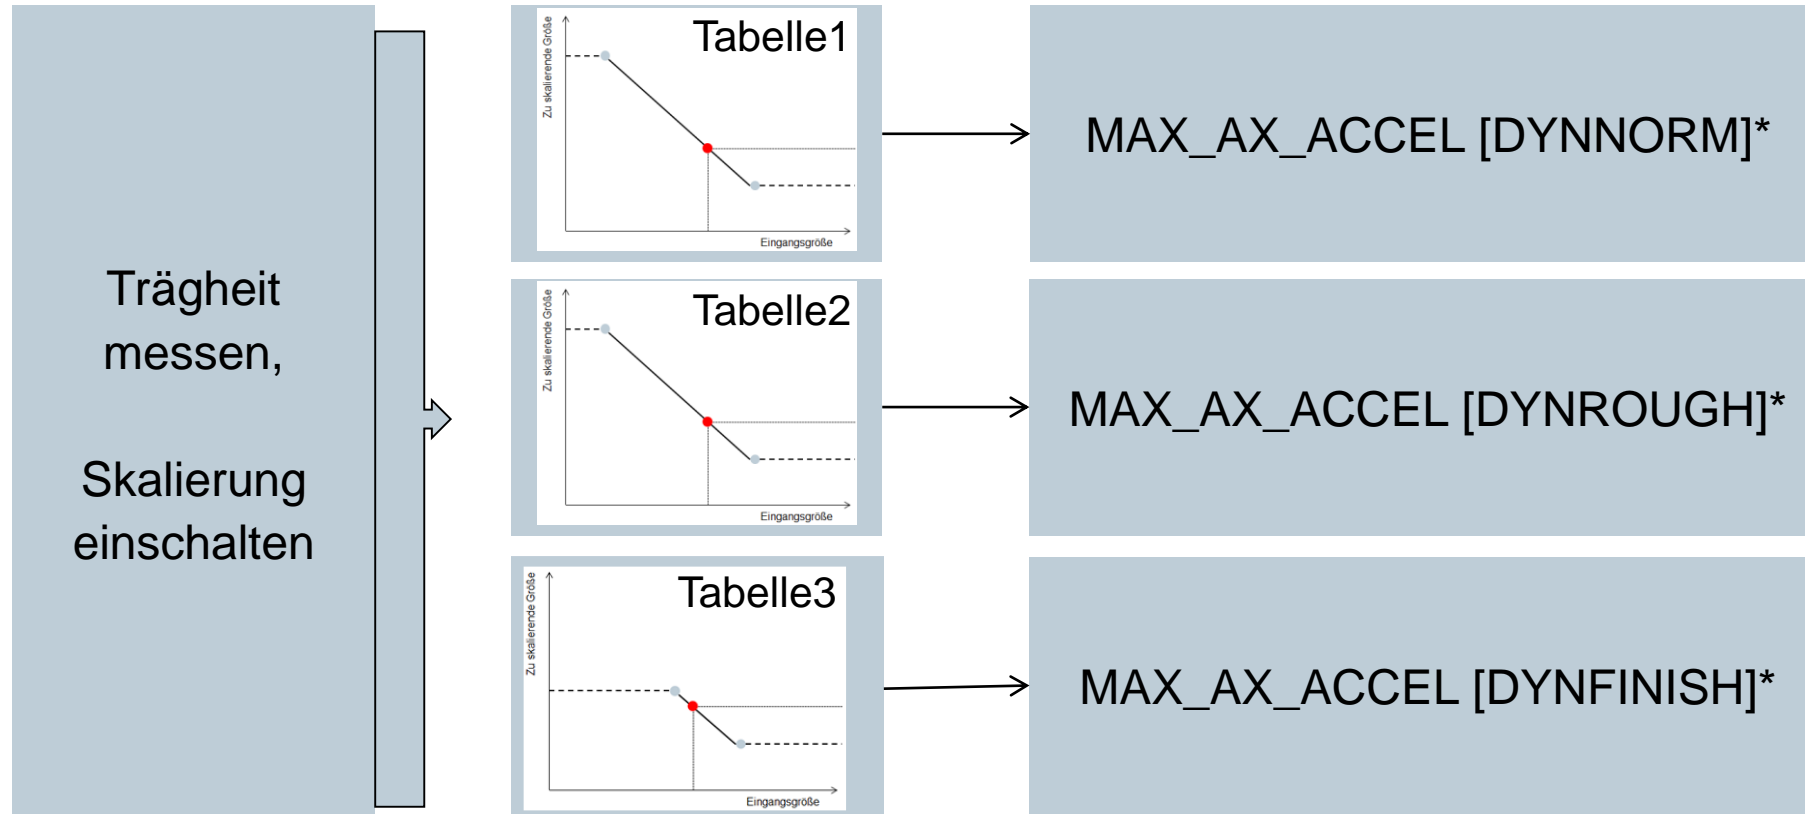 Trägheit
messen,
Skalierung
einschalten
Tabelle1
Zu skalierende Größe
Eingangsgröße
MAX_AX_ACCEL [DYNNORM]*
Tabelle2
Zu skalierende Größe
Eingangsgröße
MAX_AX_ACCEL [DYNROUGH]*
Tabelle3
Zu skalierende Größe
Eingangsgröße
MAX_AX_ACCEL [DYNFINISH]*